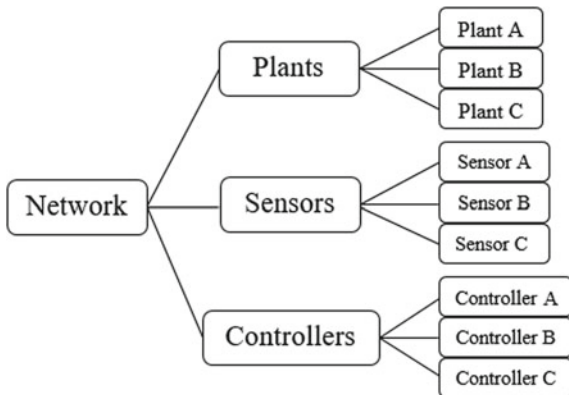 Network
Plants
Plant A
Plant B
Plant C
Sensors
Sensor A
Sensor B
Sensor C
Controllers
Controller A
Controller B
Controller C